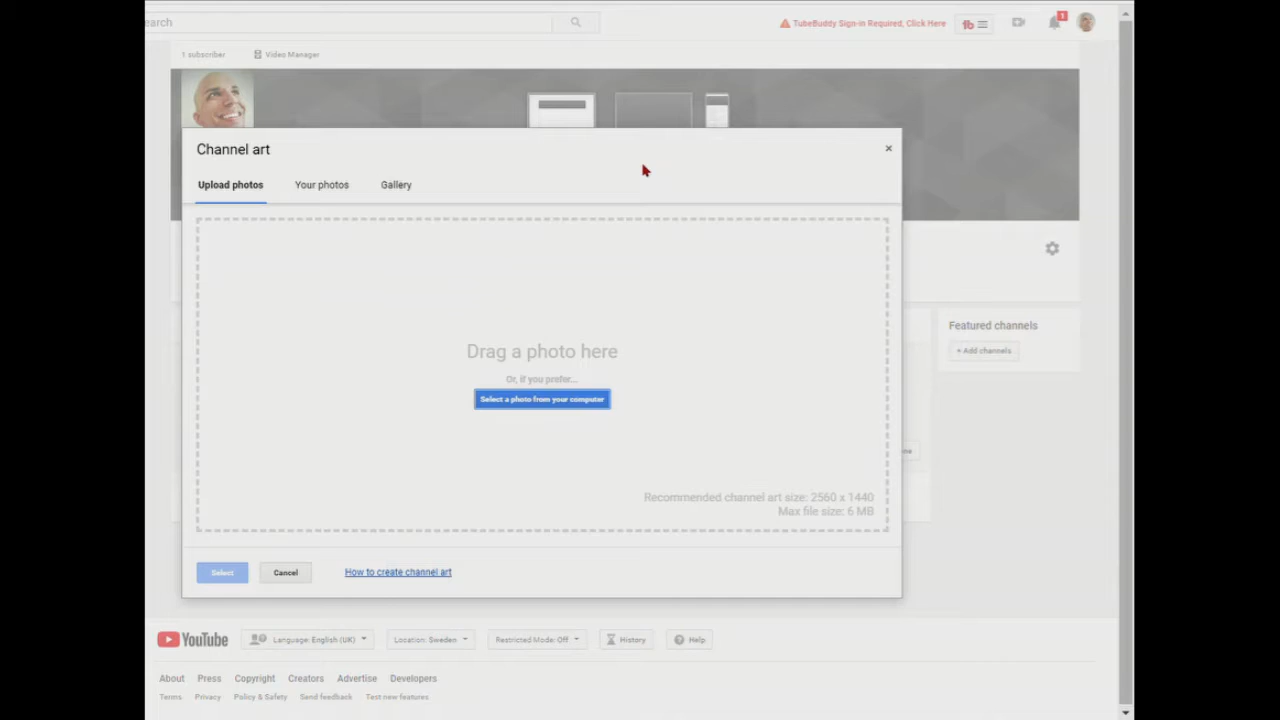 earch
TubeBuddy Sign-in Required, Click Here
tb
1
1 subscriber
Video Manager
Channel art
×
Upload photos
Your photos
Gallery
Drag a photo here
Or, if you prefer...
Select a photo from your computer
Recommended channel art size: 2560 x 1440
Max file size: 6 MB
Select
Cancel
How to create channel art
Featured channels
+ Add channels
YouTube
Language: English (UK)
Location: Sweden
Restricted Mode: Off
History
Help
About
Press
Copyright
Creators
Advertise
Developers
Terms
Privacy
Policy & Safety
Send feedback
Test new features